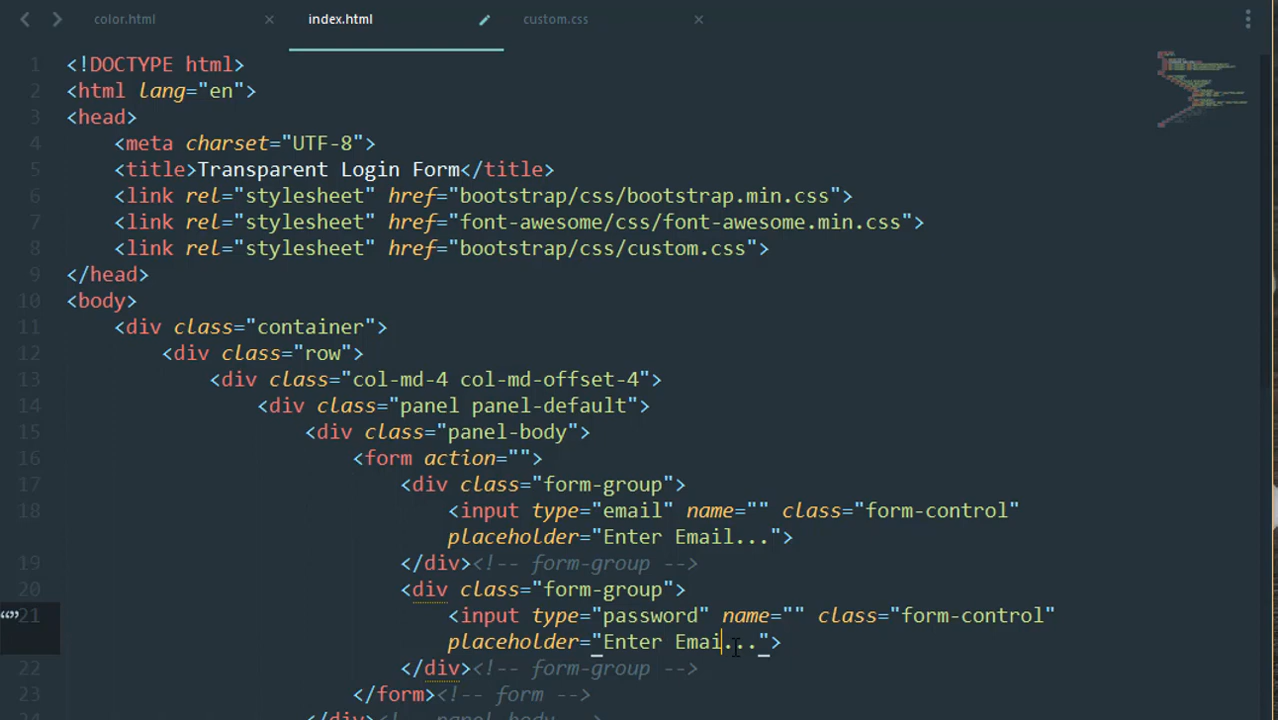 color.html index.html custom.css
1 <!DOCTYPE html>
2 <html lang="en">
3 <head>
4 <meta charset="UTF-8">
5 <title>Transparent Login Form</title>
6 <link rel="stylesheet" href="bootstrap/css/bootstrap.min.css">
7 <link rel="stylesheet" href="font-awesome/css/font-awesome.min.css">
8 <link rel="stylesheet" href="bootstrap/css/custom.css">
9 </head>
10 <body>
11 <div class="container">
12 <div class="row">
13 <div class="col-md-4 col-md-offset-4">
14 <div class="panel panel-default">
15 <div class="panel-body">
16 <form action="">
17 <div class="form-group">
18 <input type="email" name="" class="form-control"
placeholder="Enter Email...">
19 </div><!-- form-group -->
20 <div class="form-group">
21 <input type="password" name="" class="form-control"
placeholder="Enter Emai...">
22 </div><!-- form-group -->
23 </form><!-- form -->
</div><!-- panel-body -->